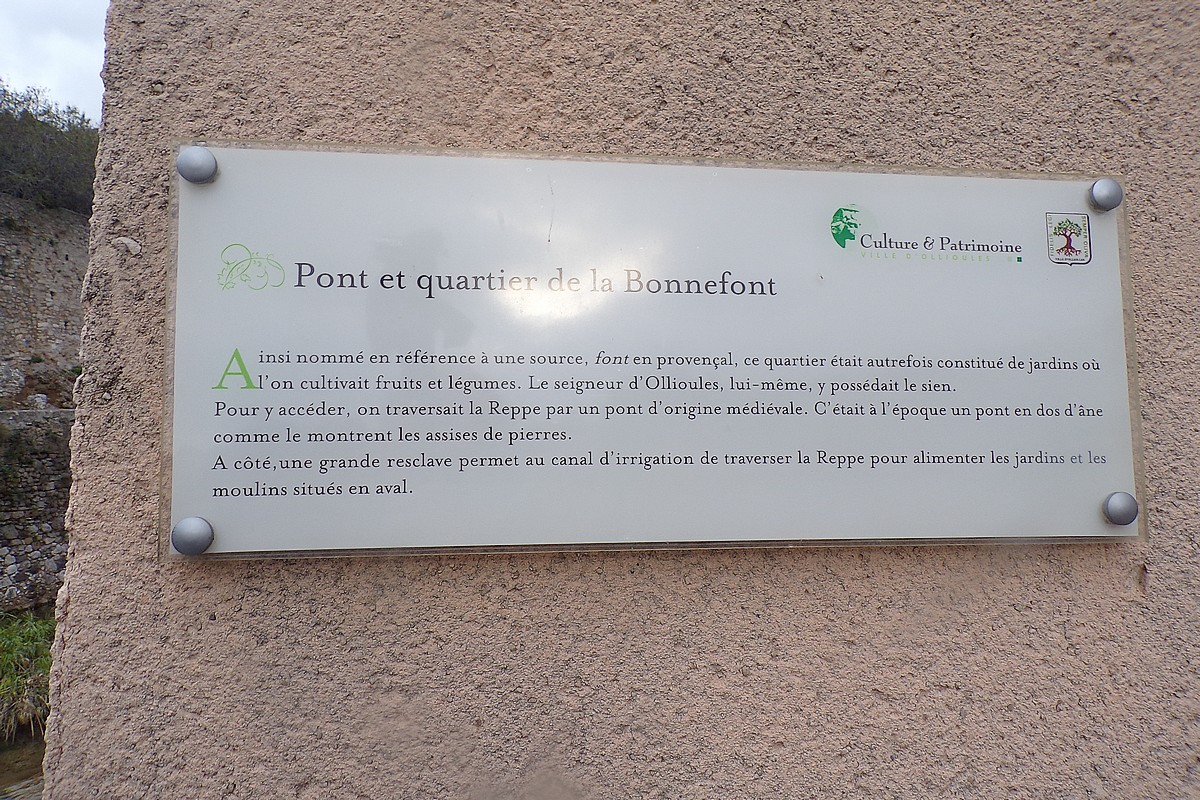 Culture & Patrimoine
VILLE D'OLLIOULES
Pont et quartier de la Bonnefont
Ainsi nommé en référence à une source, font en provençal, ce quartier était autrefois constitué de jardins où
l'on cultivait fruits et légumes. Le seigneur d'Ollioules, lui-même, y possédait le sien.
Pour y accéder, on traversait la Reppe par un pont d'origine médiévale. C'était à l'époque un pont en dos d'âne
comme le montrent les assises de pierres.
A côté,une grande resclave permet au canal d'irrigation de traverser la Reppe pour alimenter les jardins et les
moulins situés en aval.